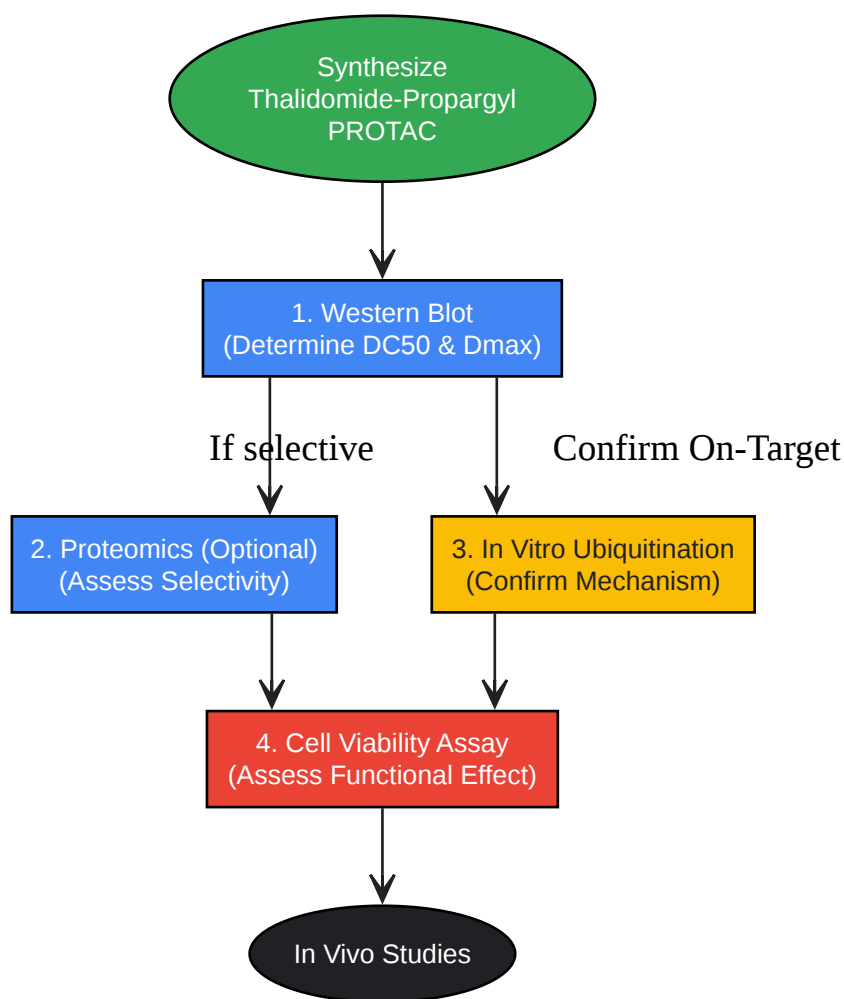 Synthesize
Thalidomide-Propargyl
PROTAC
1. Western Blot
(Determine DC50 & Dmax)
If selective
Confirm On-Target
2. Proteomics (Optional)
(Assess Selectivity)
3. In Vitro Ubiquitination
(Confirm Mechanism)
4. Cell Viability Assay
(Assess Functional Effect)
In Vivo Studies